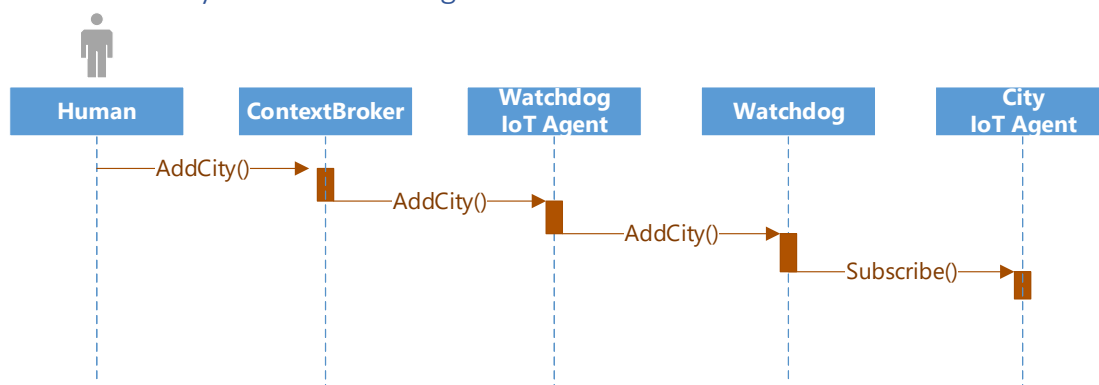 Human
ContextBroker
Watchdog
IoT Agent
Watchdog
City
IoT Agent
AddCity()
AddCity()
AddCity()
Subscribe()